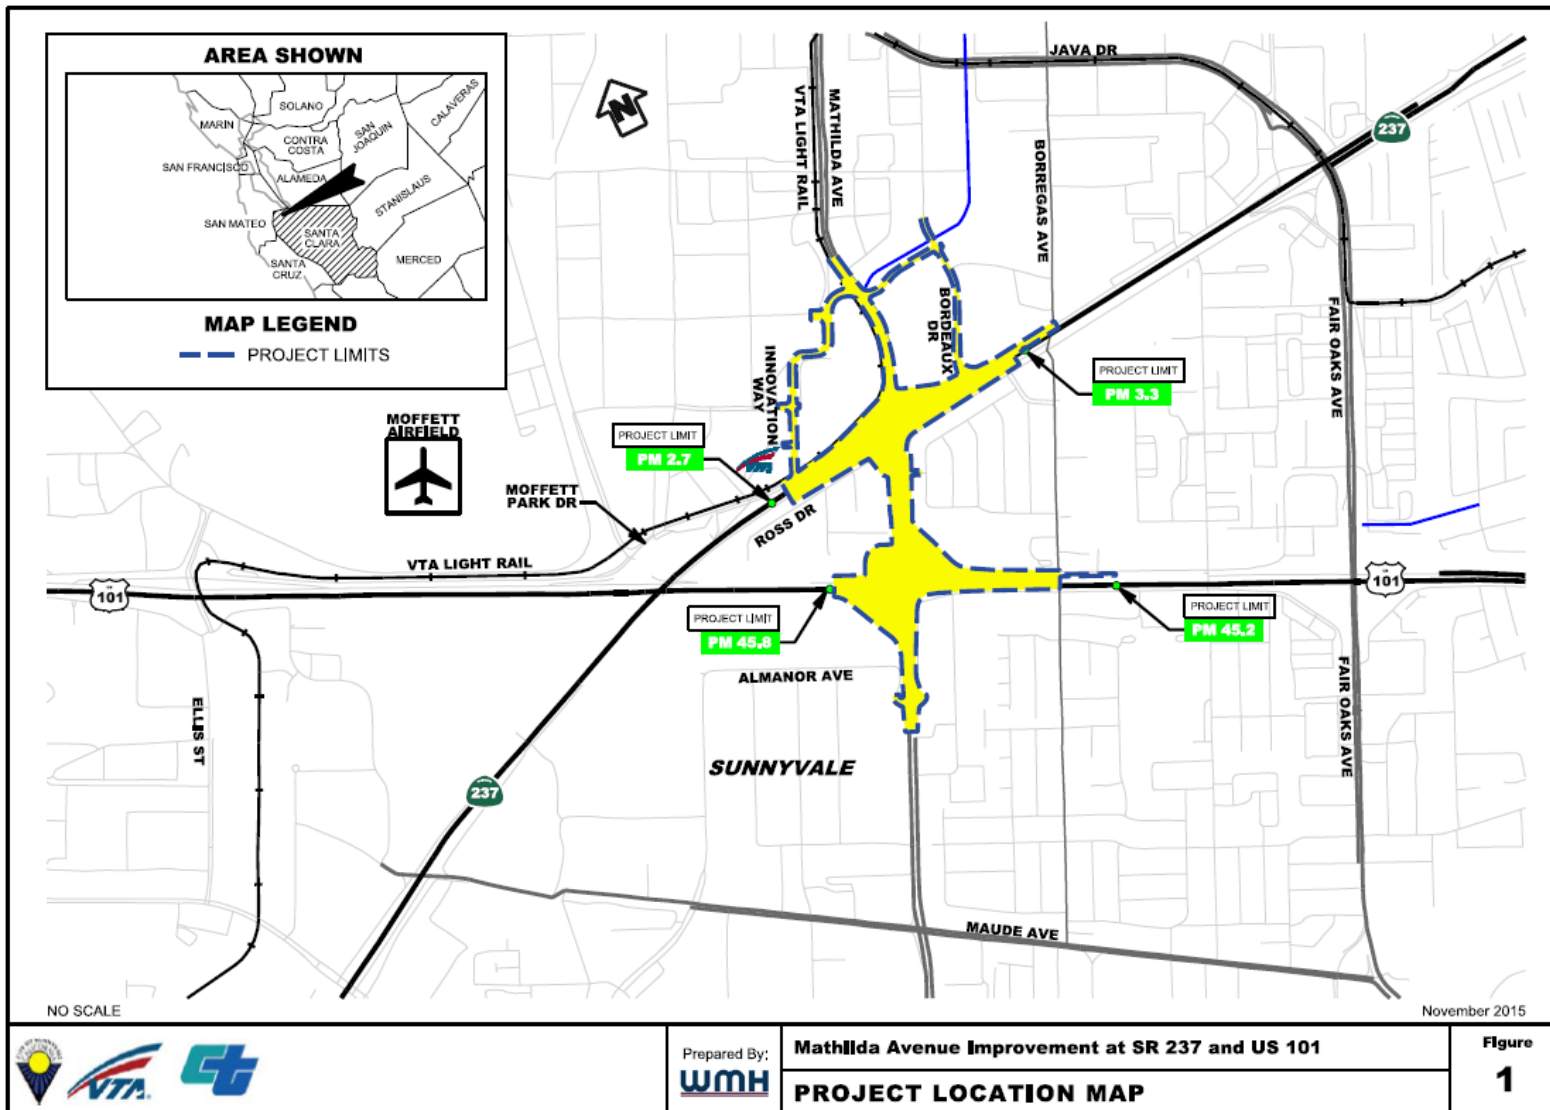 AREA SHOWN
SOLANO
MARIN
CONTRA
COSTA
SAN
JOAQUIN
CALAVERAS
SAN FRANCISCO
ALAMEDA
STANISLAUS
SAN MATEO
SANTA
CLARA
SANTA
CRUZ
MERCED
MAP LEGEND
PROJECT LIMITS
N
VTA LIGHT RAIL
MATHILDA AVE
JAVA DR
BORREGAS AVE
237
FAIR OAKS AVE
BORDEAUX
DR
INNOVATION
WAY
PROJECT LIMIT
PM 3.3
MOFFETT
AIRFIELD
PROJECT LIMIT
PM 2.7
VTA
MOFFETT
PARK DR
ROSS DR
VTA LIGHT RAIL
101
101
PROJECT LIMIT
PM 45.8
PROJECT LIMIT
PM 45.2
ALMANOR AVE
ELLIS ST
FAIR OAKS AVE
SUNNYVALE
237
MAUDE AVE
NO SCALE
November 2015
VTA
Prepared By:
WMH
Mathilda Avenue Improvement at SR 237 and US 101
PROJECT LOCATION MAP
Figure
1